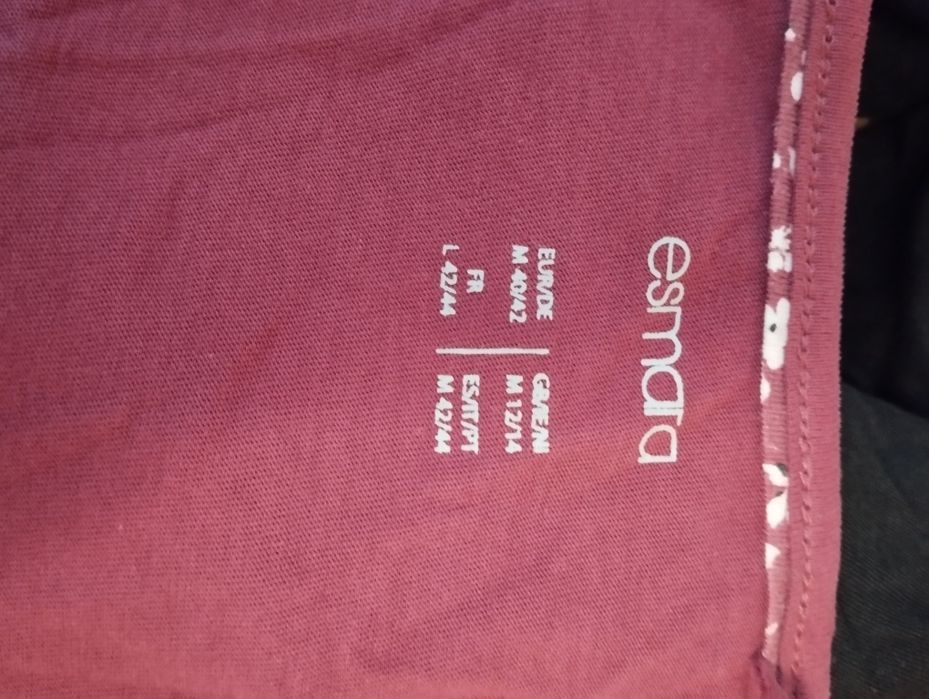 esmara
EUR/DE
M 40/42
FR
L 42/44
GB/IE/NI
M 12/14
ES/IT/PT
M 42/44